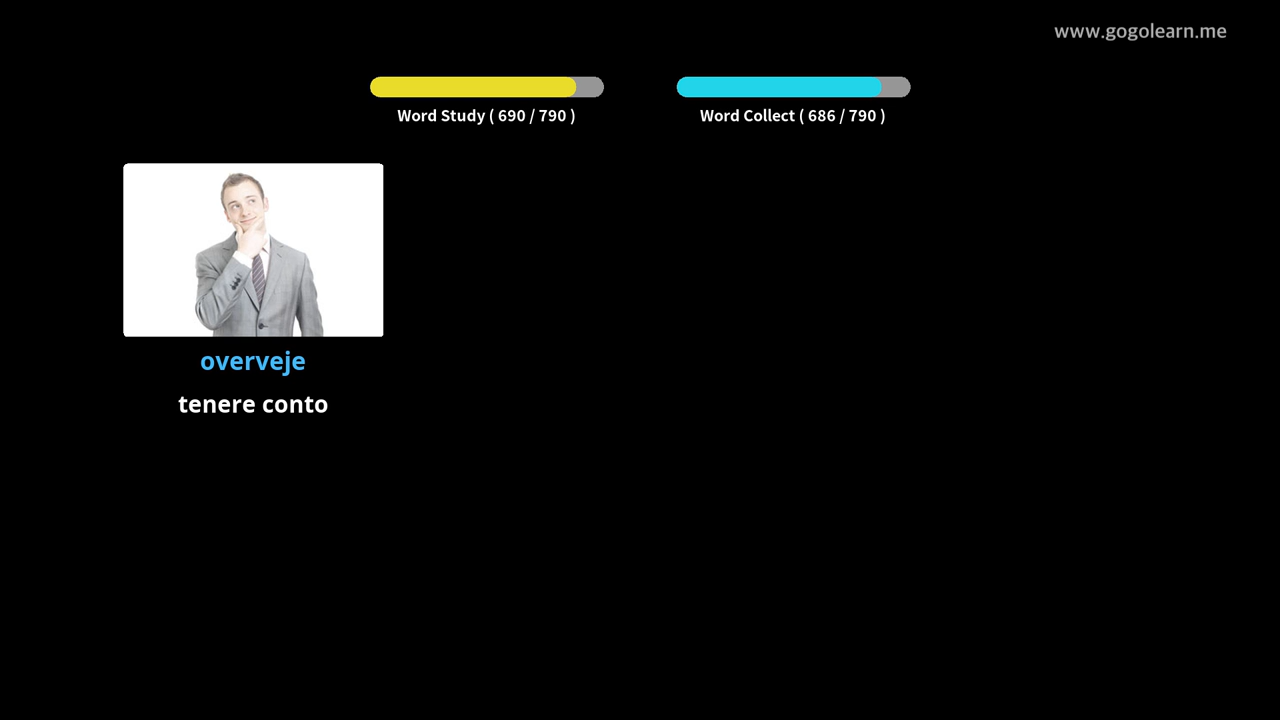 www.gogolearn.me
Word Study ( 690 / 790 )
Word Collect ( 686 / 790 )
overveje
tenere conto